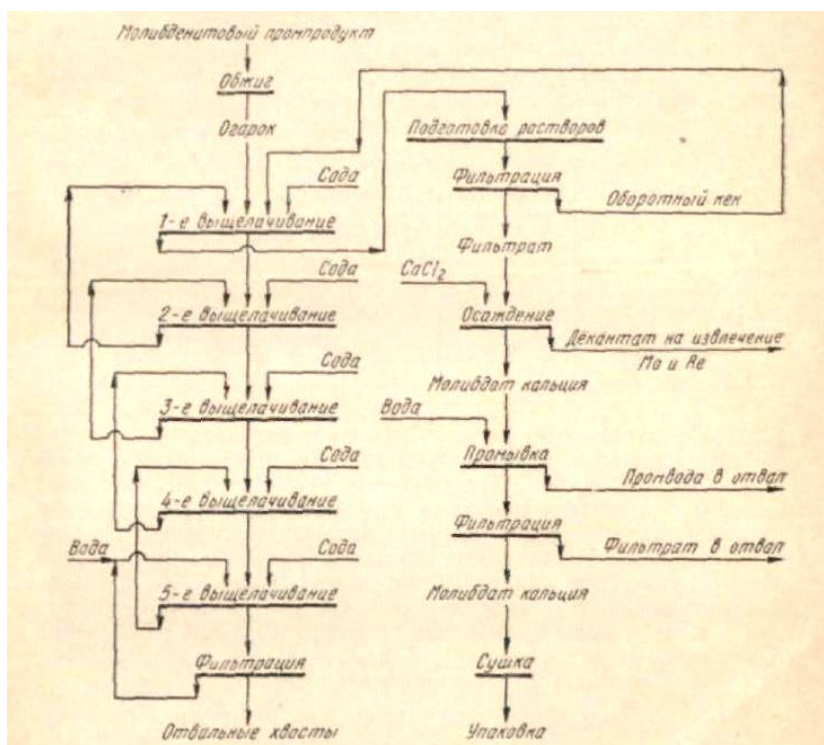 Молибденитовый промпродукт
Обжиг
Огарок
Сода
1-е выщелачивание
Сода
2-е выщелачивание
Сода
3-е выщелачивание
Сода
4-е выщелачивание
Вода
Сода
5-е выщелачивание
Фильтрация
Отвальные хвосты
Подготовка растворов
Фильтрация
Оборотный кек
Фильтрат
CaCl2
Осаждение
Декантат на извлечение
Mo и Re
Молибдат кальция
Вода
Промывка
Промвода в отвал
Фильтрация
Фильтрат в отвал
Молибдат кальция
Сушка
Упаковка